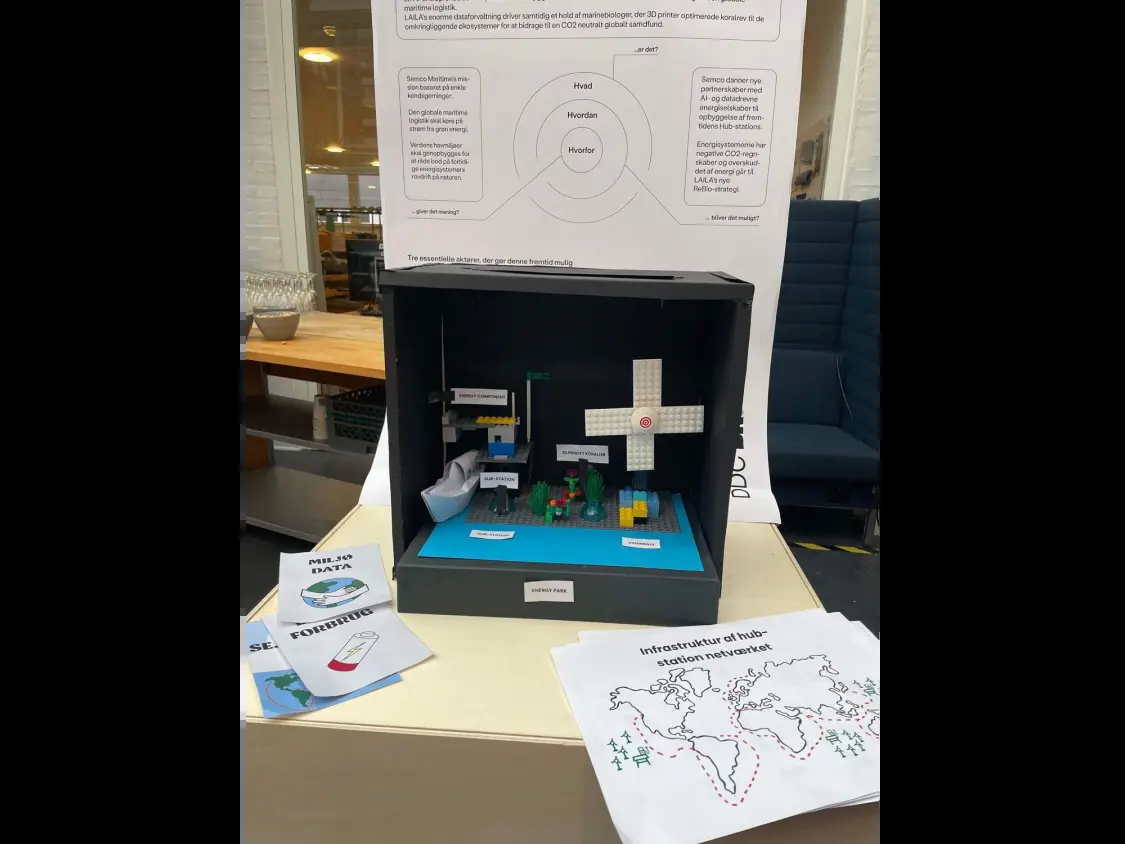 maritime logistik.
LAILA's enorme dataforvaltning driver samtidig et hold af marinebiologer, der 3D printer optimerede koralrev til de
omkringliggende økosystemer for at bidrage til en CO2 neutralt globalt samfund.
...er det?
Hvad
Hvordan
Hvorfor
Semco Maritime's mis-
sion baseret på enkle
kendsgerninger:
Den globale maritime
logistik skal køre på
strøm fra grøn energi.
Verdens havmiljøer
skal genopbygges for
at råde bod på fortidi-
ge energisystemers
rovdrift på naturen.
...giver det mening?
Semco danner nye
partnerskaber med
AI- og datadrevne
energiselskaber til
opbyggelse af frem-
tidens Hub-stations.
Energisystemerne har
negative CO2-regn-
skaber og overskud-
det af energi går til
LAILA's nye
ReBio-strategi.
... bliver det muligt?
Tre essentielle aktører, der gør denne fremtid mulig
ENERGY COMPONENT
3D PRINTET KORALLER
SUB-STATION
ENERGY PARK
MILJØ
DATA
FORBRUG
SE-
Infrastruktur af hub-
station netværket